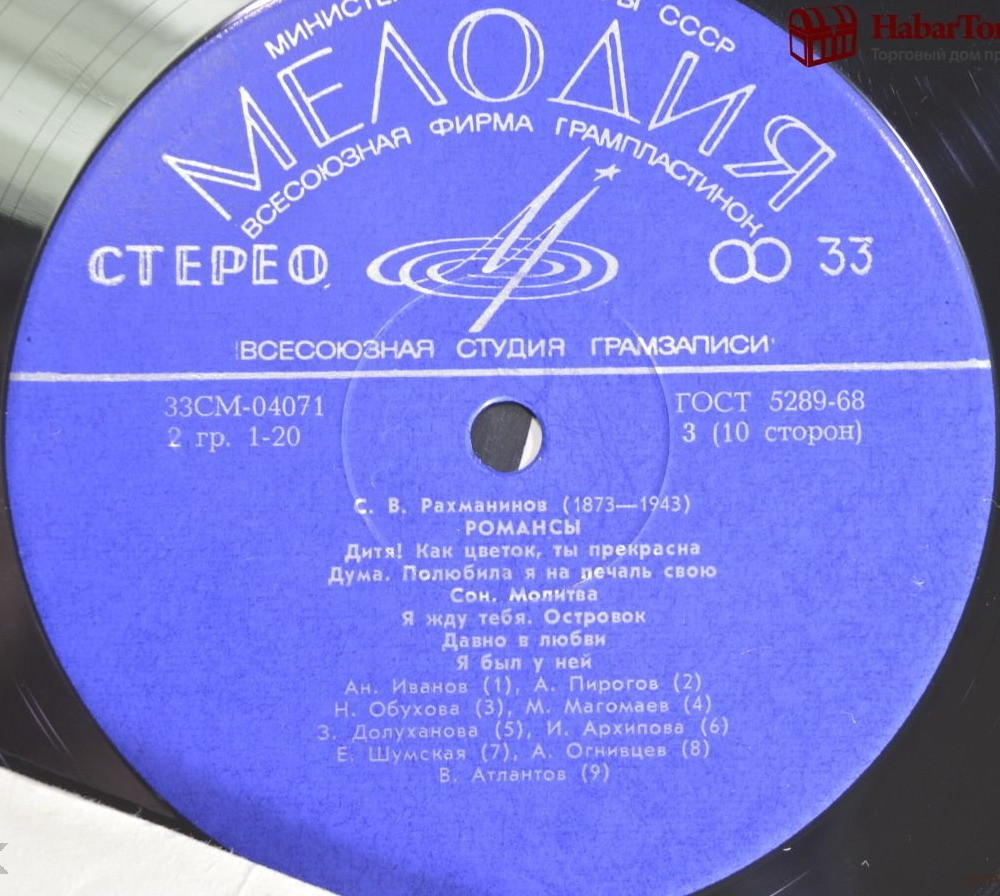 СССР
МЕЛОДИЯ
ВСЕСОЮЗНАЯ ФИРМА ГРАМПЛАСТИНОК
СТЕРЕО
33
ВСЕСОЮЗНАЯ СТУДИЯ ГРАМЗАПИСИ
33СМ-04071
2 гр. 1-20
ГОСТ 5289-68
3 (10 сторон)
С. В. Рахманинов (1873—1943)
РОМАНСЫ
Дитя! Как цветок, ты прекрасна
Дума. Полюбила я на печаль свою
Сон. Молитва
Я жду тебя. Островок
Давно в любви
Я был у ней
Ан. Иванов (1), А. Пирогов (2)
Н. Обухова (3), М. Магомаев (4)
З. Долуханова (5), И. Архипова (6)
Е. Шумская (7), А. Огнивцев (8)
В. Атлантов (9)
Торговый дом